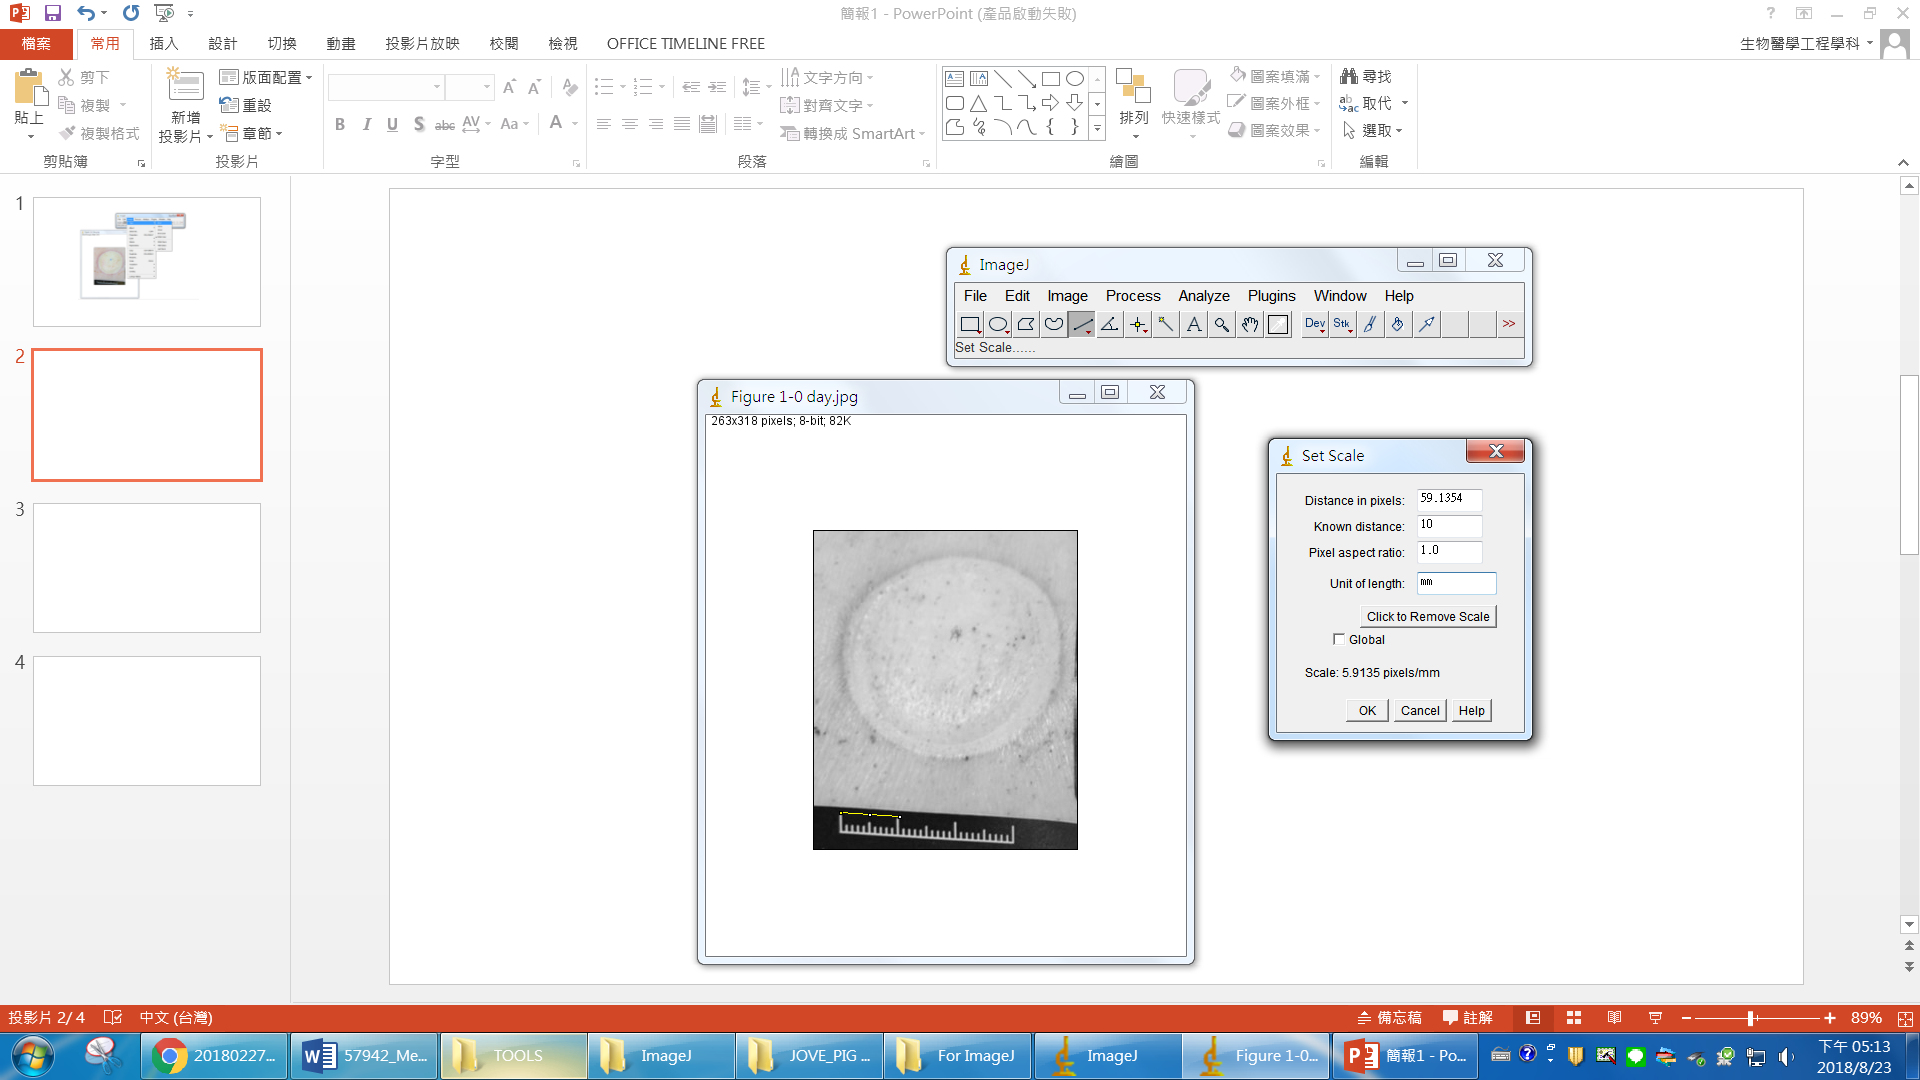 簡報1 - PowerPoint (產品啟動失敗)
檔案 常用 插入 設計 切換 動畫 投影片放映 校閱 檢視 OFFICE TIMELINE FREE 生物醫學工程學科
貼上
剪下
複製
複製格式
剪貼簿
新增
投影片
版面配置
重設
章節
投影片
B I U S abc AV Aa A
字型
文字方向
對齊文字
轉換成 SmartArt
段落
排列
快速樣式
圖案填滿
圖案外框
圖案效果
繪圖
尋找
取代
選取
編輯
1
2
3
4
ImageJ
File Edit Image Process Analyze Plugins Window Help
A Dev Stk >>
Set Scale......
Figure 1-0 day.jpg
263x318 pixels; 8-bit; 82K
Set Scale
Distance in pixels: 59.1354
Known distance: 10
Pixel aspect ratio: 1.0
Unit of length: mm
Click to Remove Scale
Global
Scale: 5.9135 pixels/mm
OK Cancel Help
投影片 2/ 4 中文 (台灣) 備忘稿 註解 89%
20180227... 57942_Me... TOOLS ImageJ JOVE_PIG ... For ImageJ ImageJ Figure 1-0... 簡報1 - Po...
下午 05:13
2018/8/23